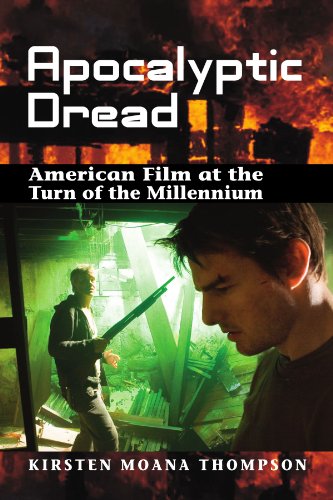 Apocalyptic
Dread
American Film at the
Turn of the Millennium
KIRSTEN MOANA THOMPSON